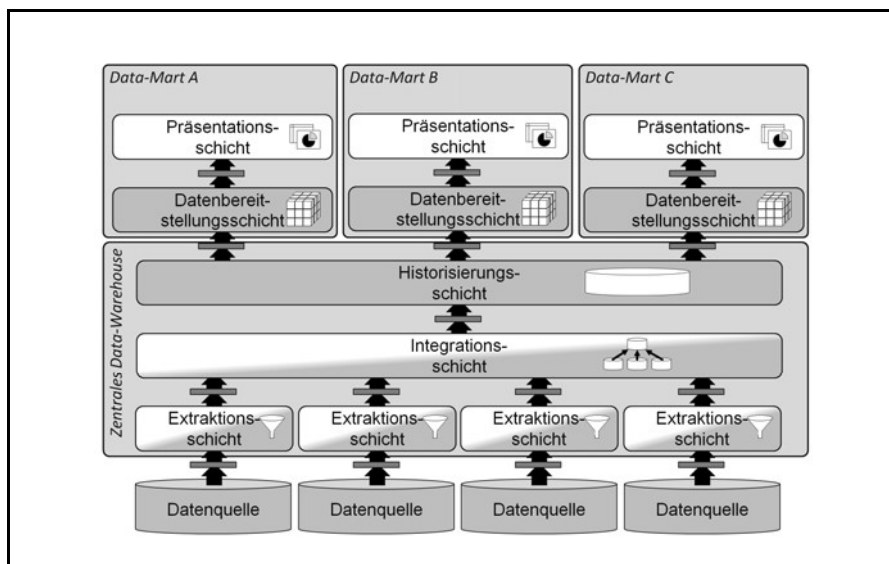 Data-Mart A
Data-Mart B
Data-Mart C
Präsentations-
schicht
Präsentations-
schicht
Präsentations-
schicht
Datenbereit-
stellungsschicht
Datenbereit-
stellungsschicht
Datenbereit-
stellungsschicht
Zentrales Data-Warehouse
Historisierungs-
schicht
Integrations-
schicht
Extraktions-
schicht
Extraktions-
schicht
Extraktions-
schicht
Extraktions-
schicht
Datenquelle
Datenquelle
Datenquelle
Datenquelle